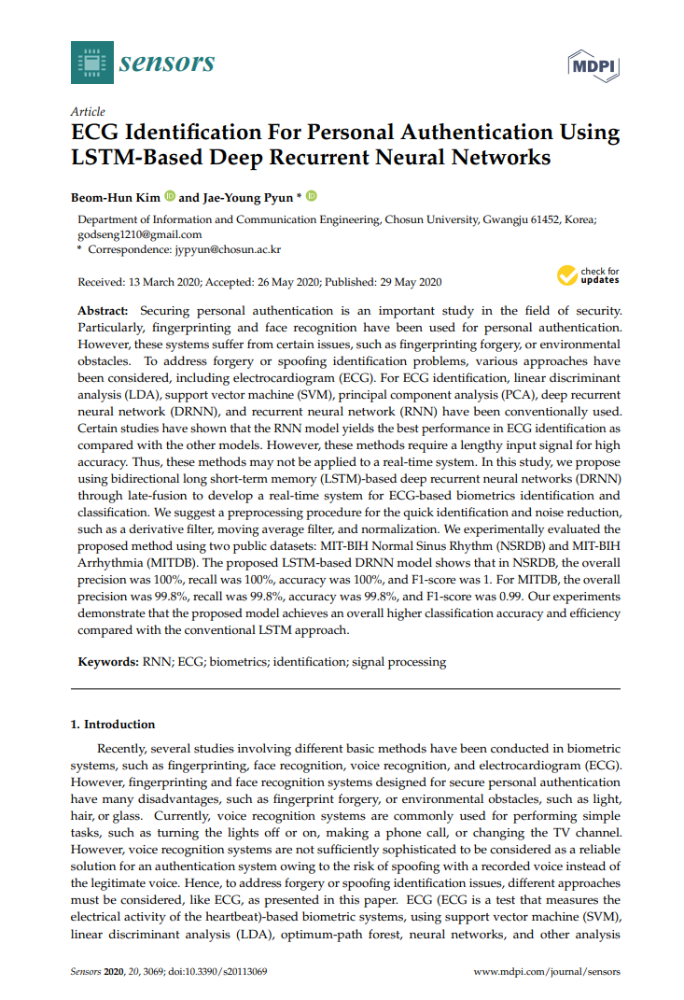 sensors
MDPI
Article
ECG Identification For Personal Authentication Using
LSTM-Based Deep Recurrent Neural Networks
Beom-Hun Kim iD and Jae-Young Pyun * iD
Department of Information and Communication Engineering, Chosun University, Gwangju 61452, Korea;
godseng1210@gmail.com
* Correspondence: jypyun@chosun.ac.kr
check for
updates
Received: 13 March 2020; Accepted: 26 May 2020; Published: 29 May 2020
Abstract: Securing personal authentication is an important study in the field of security.
Particularly, fingerprinting and face recognition have been used for personal authentication.
However, these systems suffer from certain issues, such as fingerprinting forgery, or environmental
obstacles. To address forgery or spoofing identification problems, various approaches have
been considered, including electrocardiogram (ECG). For ECG identification, linear discriminant
analysis (LDA), support vector machine (SVM), principal component analysis (PCA), deep recurrent
neural network (DRNN), and recurrent neural network (RNN) have been conventionally used.
Certain studies have shown that the RNN model yields the best performance in ECG identification as
compared with the other models. However, these methods require a lengthy input signal for high
accuracy. Thus, these methods may not be applied to a real-time system. In this study, we propose
using bidirectional long short-term memory (LSTM)-based deep recurrent neural networks (DRNN)
through late-fusion to develop a real-time system for ECG-based biometrics identification and
classification. We suggest a preprocessing procedure for the quick identification and noise reduction,
such as a derivative filter, moving average filter, and normalization. We experimentally evaluated the
proposed method using two public datasets: MIT-BIH Normal Sinus Rhythm (NSRDB) and MIT-BIH
Arrhythmia (MITDB). The proposed LSTM-based DRNN model shows that in NSRDB, the overall
precision was 100%, recall was 100%, accuracy was 100%, and F1-score was 1. For MITDB, the overall
precision was 99.8%, recall was 99.8%, accuracy was 99.8%, and F1-score was 0.99. Our experiments
demonstrate that the proposed model achieves an overall higher classification accuracy and efficiency
compared with the conventional LSTM approach.
Keywords: RNN; ECG; biometrics; identification; signal processing
1. Introduction
Recently, several studies involving different basic methods have been conducted in biometric
systems, such as fingerprinting, face recognition, voice recognition, and electrocardiogram (ECG).
However, fingerprinting and face recognition systems designed for secure personal authentication
have many disadvantages, such as fingerprint forgery, or environmental obstacles, such as light,
hair, or glass. Currently, voice recognition systems are commonly used for performing simple
tasks, such as turning the lights off or on, making a phone call, or changing the TV channel.
However, voice recognition systems are not sufficiently sophisticated to be considered as a reliable
solution for an authentication system owing to the risk of spoofing with a recorded voice instead of
the legitimate voice. Hence, to address forgery or spoofing identification issues, different approaches
must be considered, like ECG, as presented in this paper. ECG (ECG is a test that measures the
electrical activity of the heartbeat)-based biometric systems, using support vector machine (SVM),
linear discriminant analysis (LDA), optimum-path forest, neural networks, and other analysis
Sensors 2020, 20, 3069; doi:10.3390/s20113069
www.mdpi.com/journal/sensors